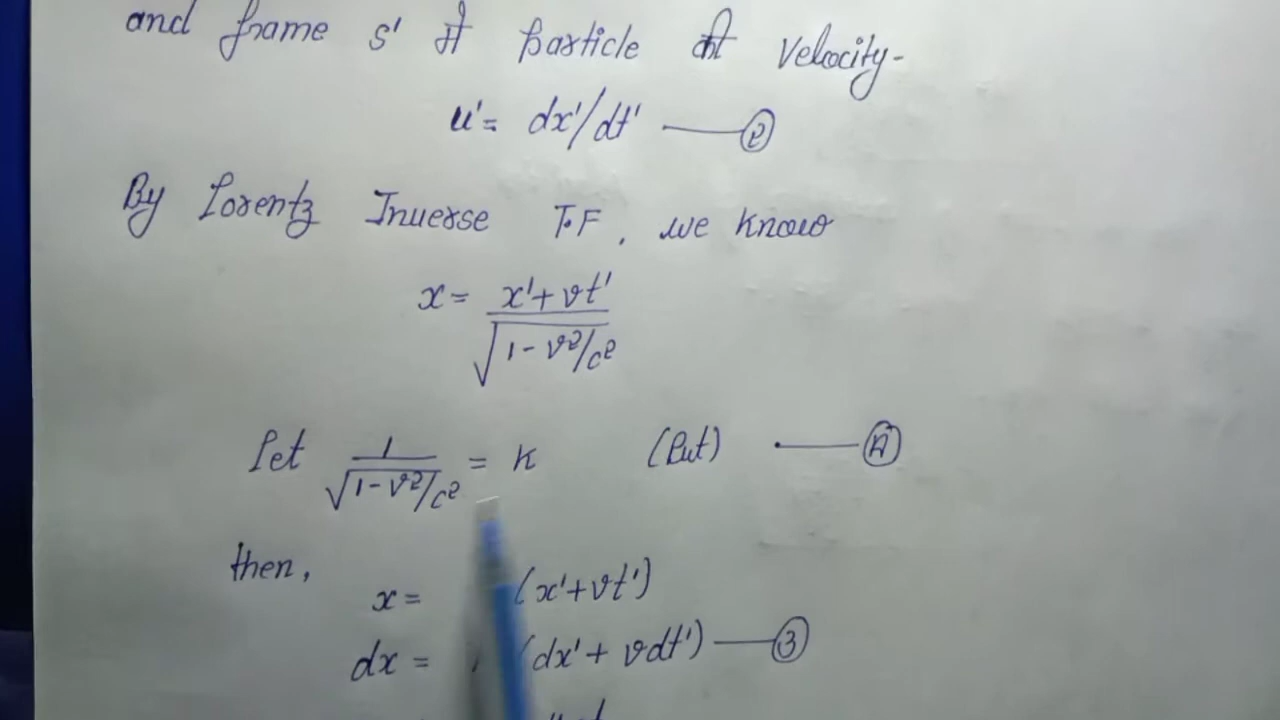 and frame s' में particle की velocity-
u' = dx'/dt' —— ②
By Lorentz Inverse T.F, we know
x = x'+vt' / √1-v²/c²
Let 1/√1-v²/c² = K (Put) —— Ⓐ
then,
x = (x'+vt')
dx = (dx'+ vdt') —— ③